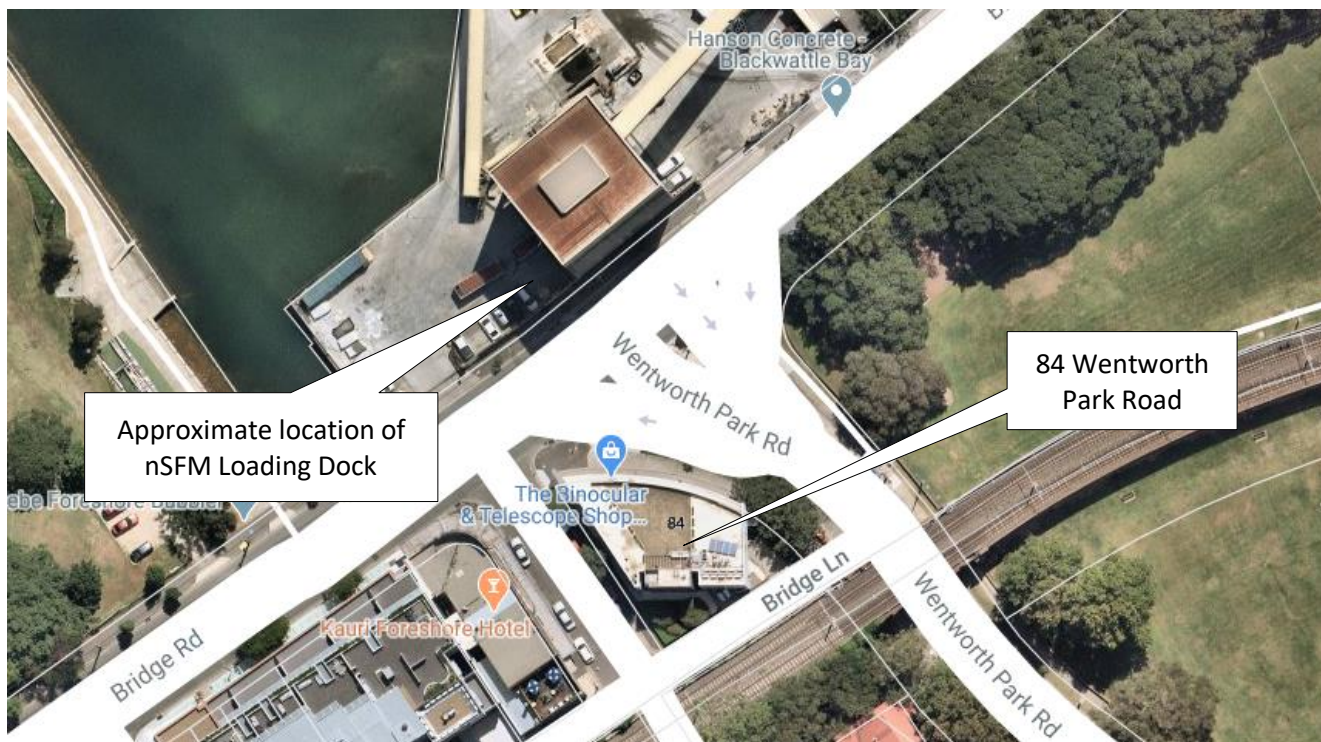 Hanson Concrete -
Blackwattle Bay
Wentworth Park Rd
84 Wentworth
Park Road
Approximate location of
nSFM Loading Dock
The Binocular
& Telescope Shop...
84
Bridge Ln
Kauri Foreshore Hotel
Bridge Rd
Wentworth Park Rd